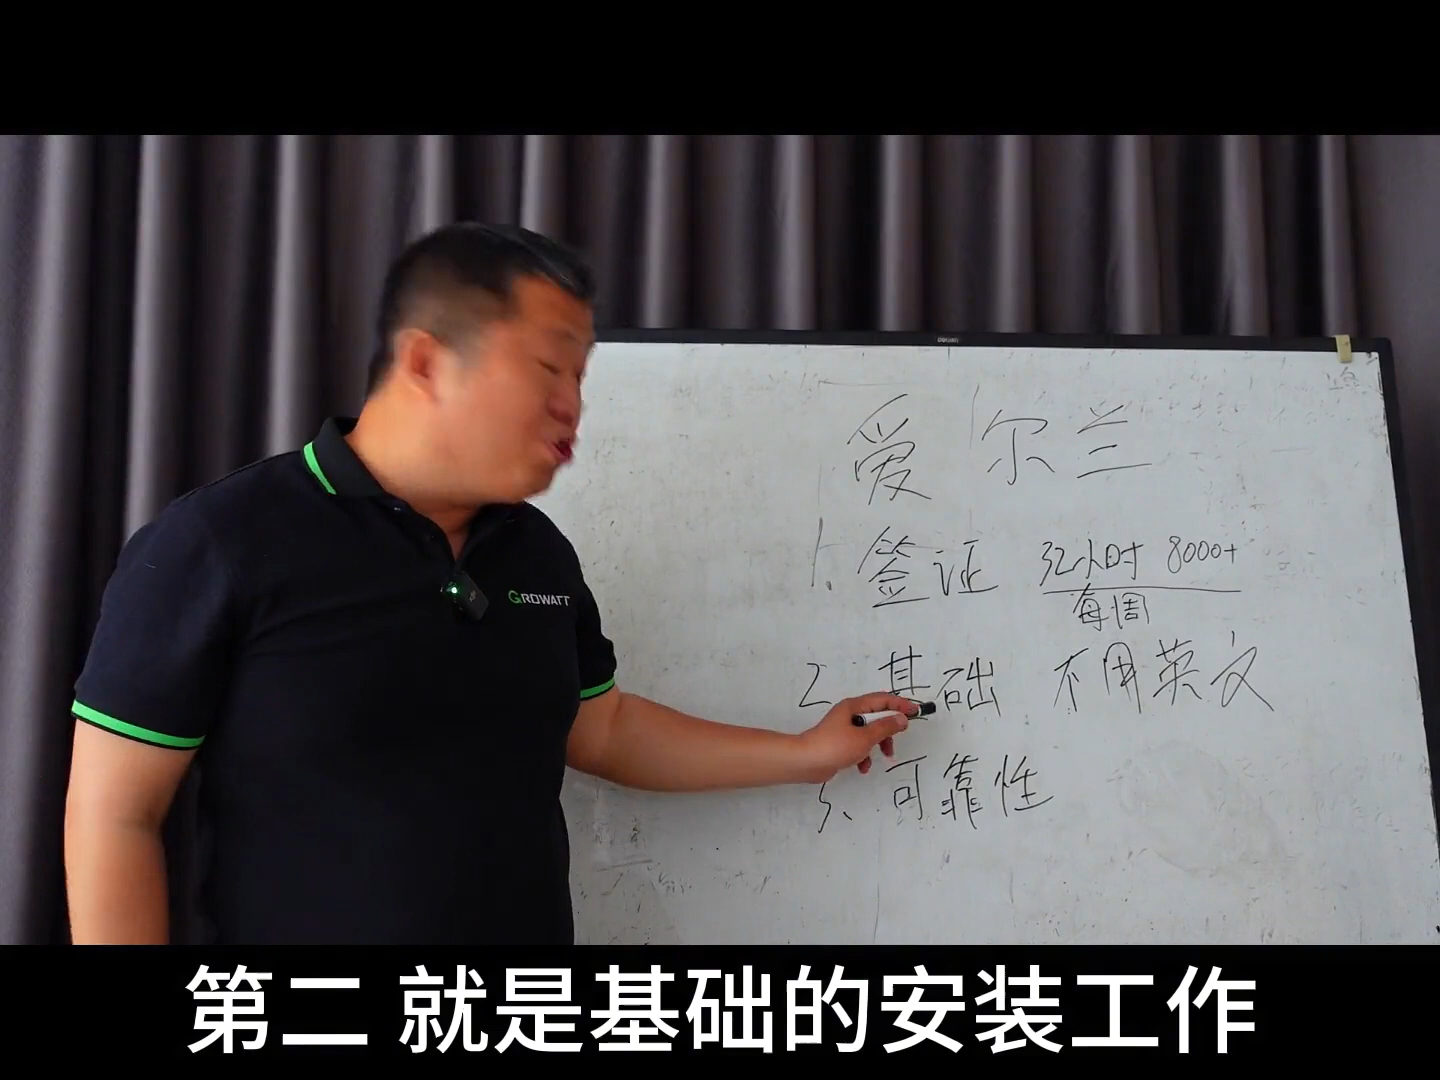 GROWATT
爱尔兰
1. 签证 32小时 8000+
每周
2 基础 不用英文
3、可靠性
第二 就是基础的安装工作